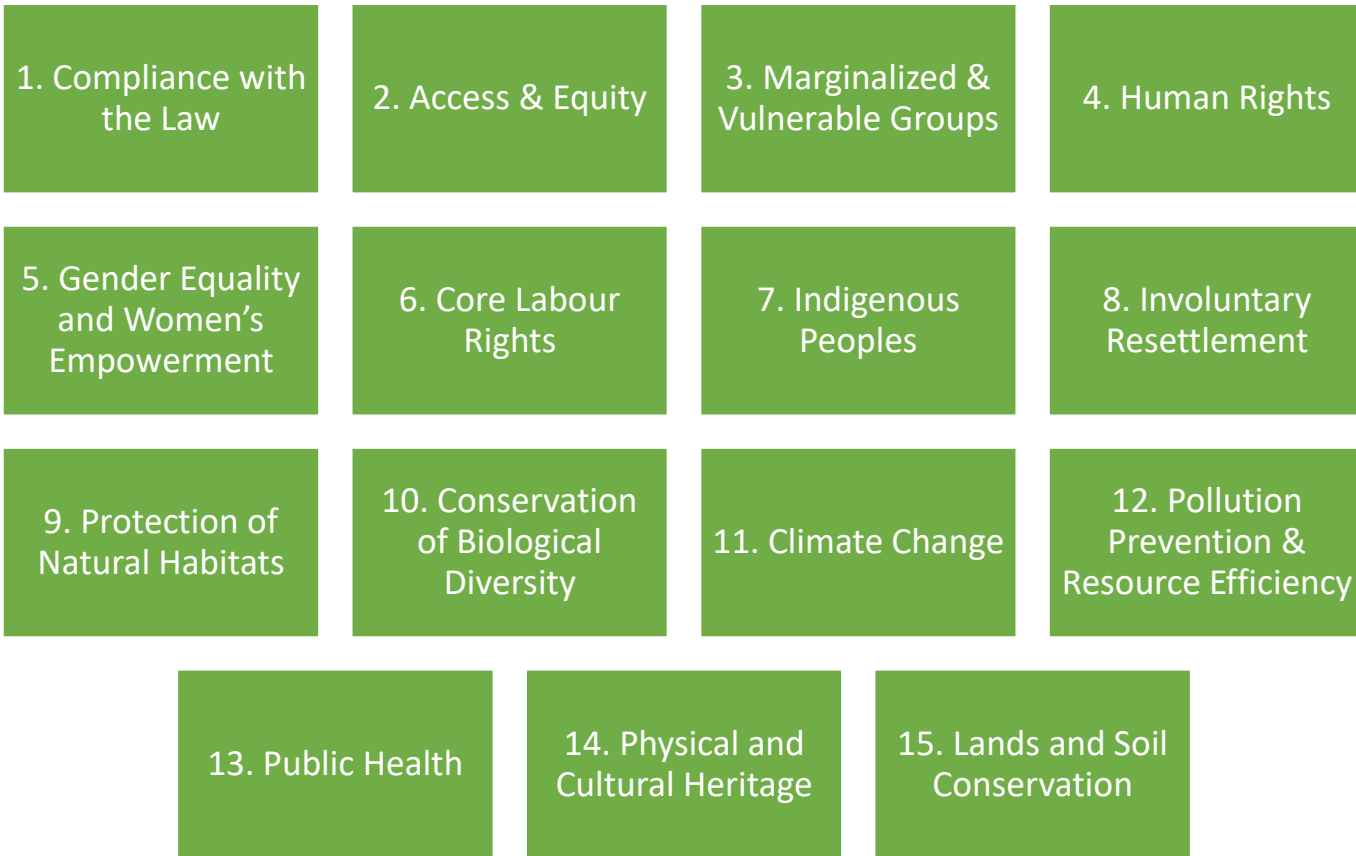 1. Compliance with
the Law
2. Access & Equity
3. Marginalized &
Vulnerable Groups
4. Human Rights
5. Gender Equality
and Women’s
Empowerment
6. Core Labour
Rights
7. Indigenous
Peoples
8. Involuntary
Resettlement
9. Protection of
Natural Habitats
10. Conservation
of Biological
Diversity
11. Climate Change
12. Pollution
Prevention &
Resource Efficiency
13. Public Health
14. Physical and
Cultural Heritage
15. Lands and Soil
Conservation